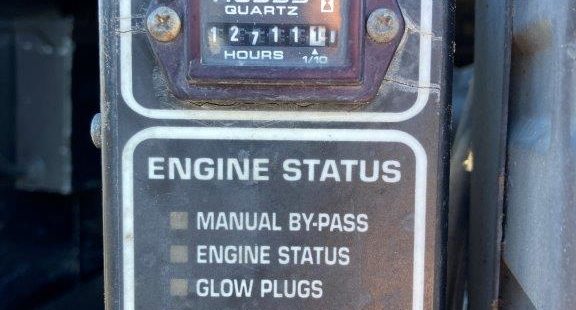 QUARTZ
1 2 7 1 1 1
HOURS 1/10
ENGINE STATUS
MANUAL BY-PASS
ENGINE STATUS
GLOW PLUGS